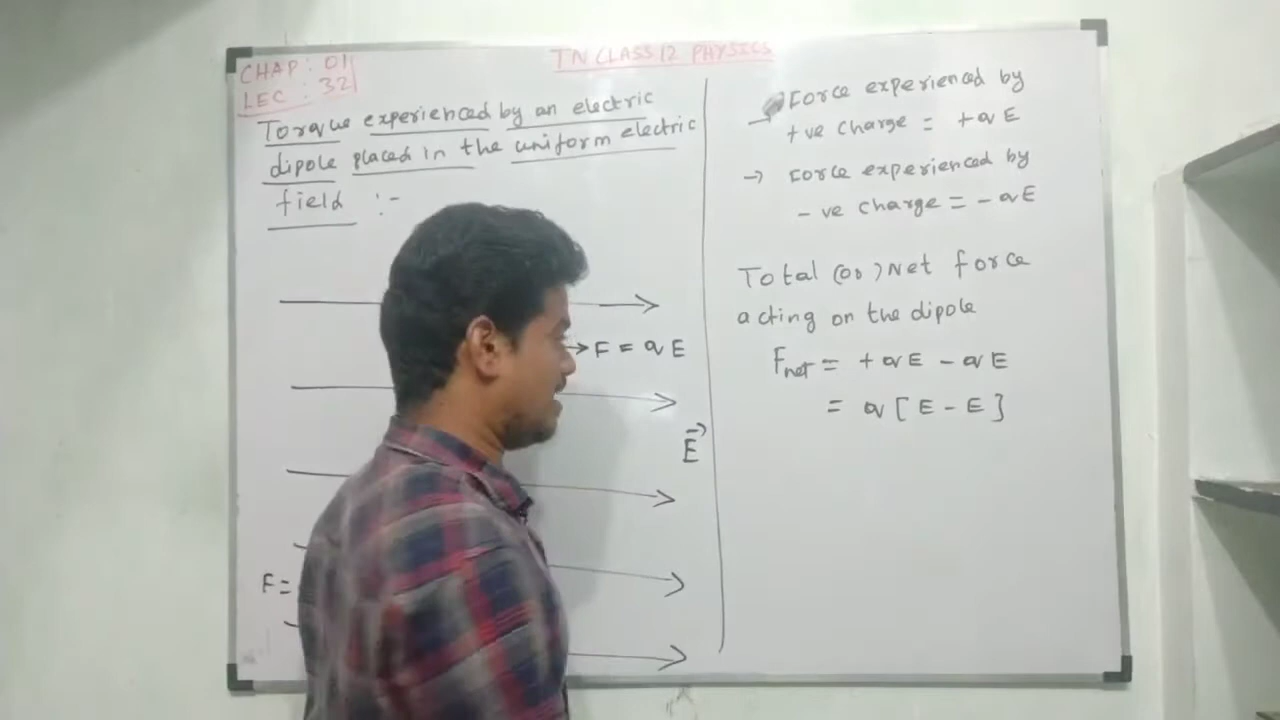 CHAP : 01
LEC : 32
TN CLASS 12 PHYSICS
Torque experienced by an electric
dipole placed in the uniform electric
field :-
F = qE
E
F =
→ Force experienced by
+ve charge = +qE
→ Force experienced by
-ve charge = -qE
Total (or) Net force
acting on the dipole
Fnet = +qE - qE
= q[E - E]